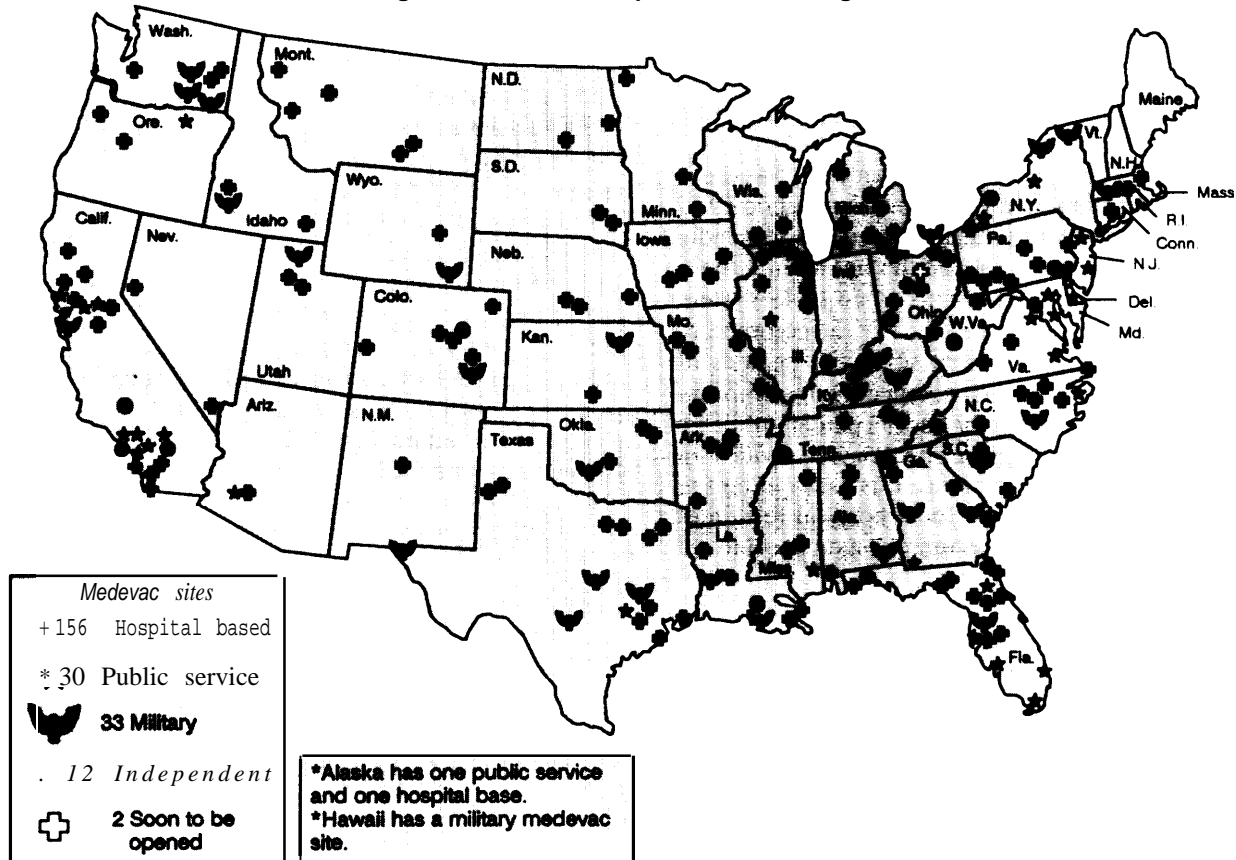 Wash.
Mont.
N.D.
Maine
Ore.
Vt.
N.H.
S.D.
Wis.
Mich.
Wyo.
Idaho
Minn.
N.Y.
Mass
R.I.
Conn.
Calif.
Nev.
Iowa
Pa.
N.J.
Neb.
Ind.
Ohio
Del.
Md.
Colo.
Mo.
Ill.
W.Va.
Kan.
Va.
Utah
Ky.
Ariz.
N.M.
Okla.
Texas
Ark.
Tenn.
N.C.
S.C.
Ga.
Ala.
La.
Miss.
Fla.
Medevac sites
+156 Hospital based
* 30 Public service
33 Military
. 12 Independent
2 Soon to be
opened
*Alaska has one public service
and one hospital base.
*Hawaii has a military medevac
site.